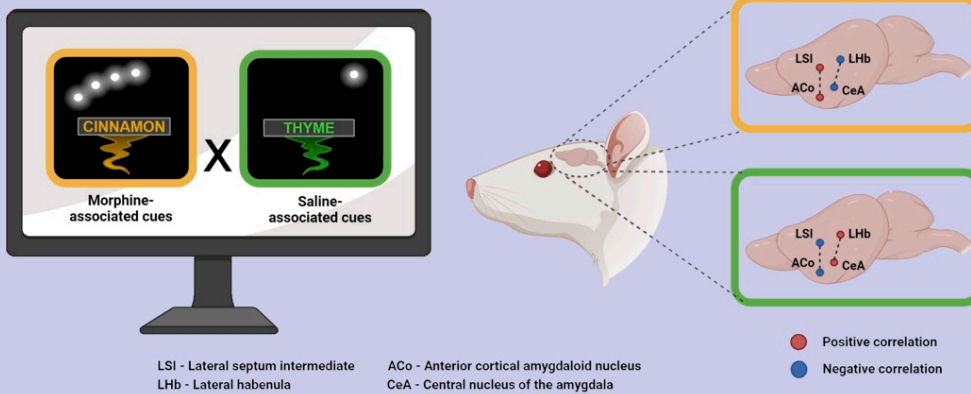 CINNAMON
X
THYME
Morphine-
associated cues
Saline-
associated cues
LSI
LHb
ACo
CeA
LSI
LHb
ACo
CeA
LSI - Lateral septum intermediate
LHb - Lateral habenula
ACo - Anterior cortical amygdaloid nucleus
CeA - Central nucleus of the amygdala
Positive correlation
Negative correlation